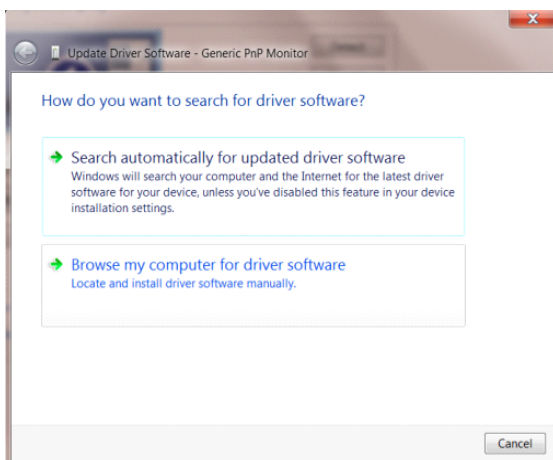 Update Driver Software - Generic PnP Monitor
How do you want to search for driver software?
Search automatically for updated driver software
Windows will search your computer and the Internet for the latest driver
software for your device, unless you've disabled this feature in your device
installation settings.
Browse my computer for driver software
Locate and install driver software manually.
Cancel